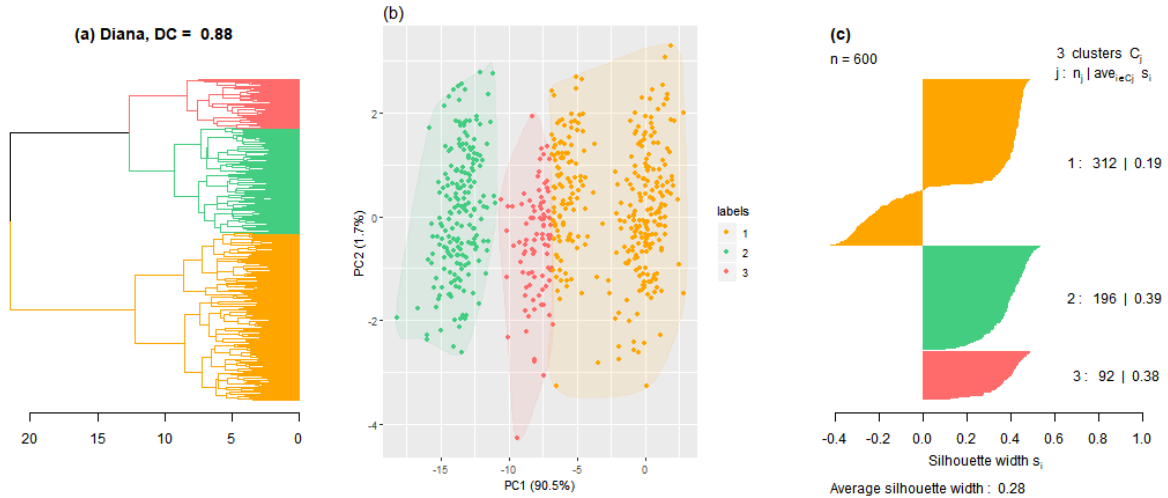 (a) Diana, DC = 0.88
20 15 10 5 0
(b)
PC2 (1.7%)
2
0
-2
-4
-15 -10 -5 0
PC1 (90.5%)
labels
1
2
3
(c)
n = 600
3 clusters Cj
j : nj | avei∈Cj si
1 : 312 | 0.19
2 : 196 | 0.39
3 : 92 | 0.38
-0.4 0.0 0.2 0.4 0.6 0.8 1.0
Silhouette width si
Average silhouette width : 0.28